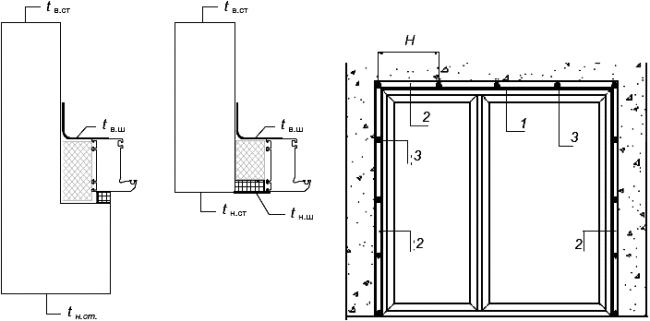 t в.ст
t в.ст
H
t в.ш
t в.ш
2
1
3
3
t н.ст
t н.ш
2
2
t н.ст.